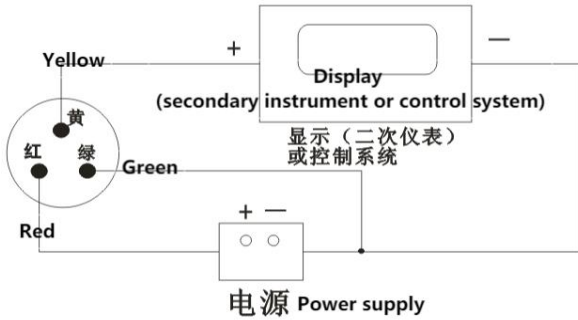 Yellow
+
—
Display
(secondary instrument or control system)
显示（二次仪表）
或控制系统
黄
红
绿
Green
Red
+ —
电源 Power supply